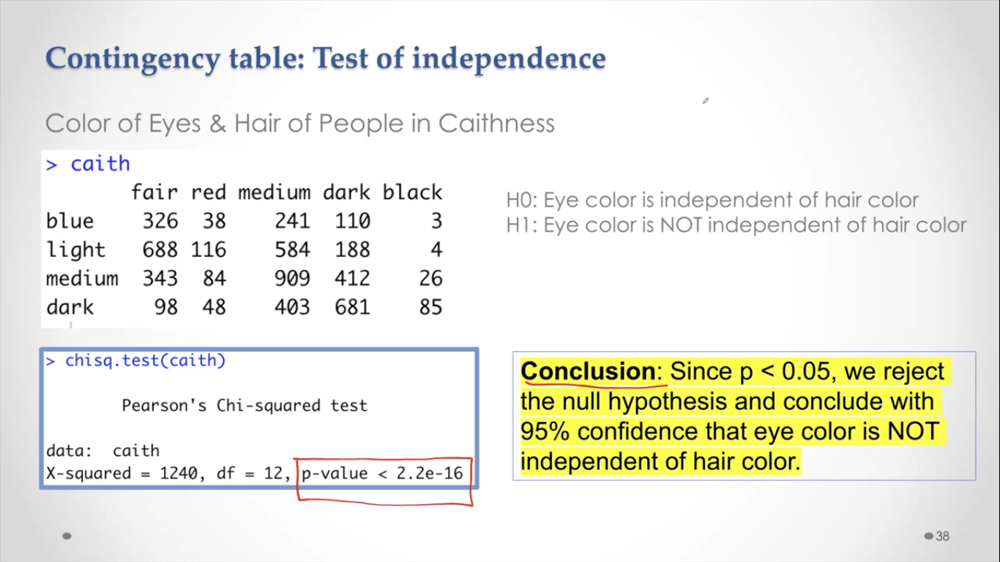 Contingency table: Test of independence
Color of Eyes & Hair of People in Caithness
> caith
fair red medium dark black
blue 326 38 241 110 3
light 688 116 584 188 4
medium 343 84 909 412 26
dark 98 48 403 681 85
H0: Eye color is independent of hair color
H1: Eye color is NOT independent of hair color
> chisq.test(caith)
Pearson's Chi-squared test
data: caith
X-squared = 1240, df = 12, p-value < 2.2e-16
Conclusion: Since p < 0.05, we reject
the null hypothesis and conclude with
95% confidence that eye color is NOT
independent of hair color.
38